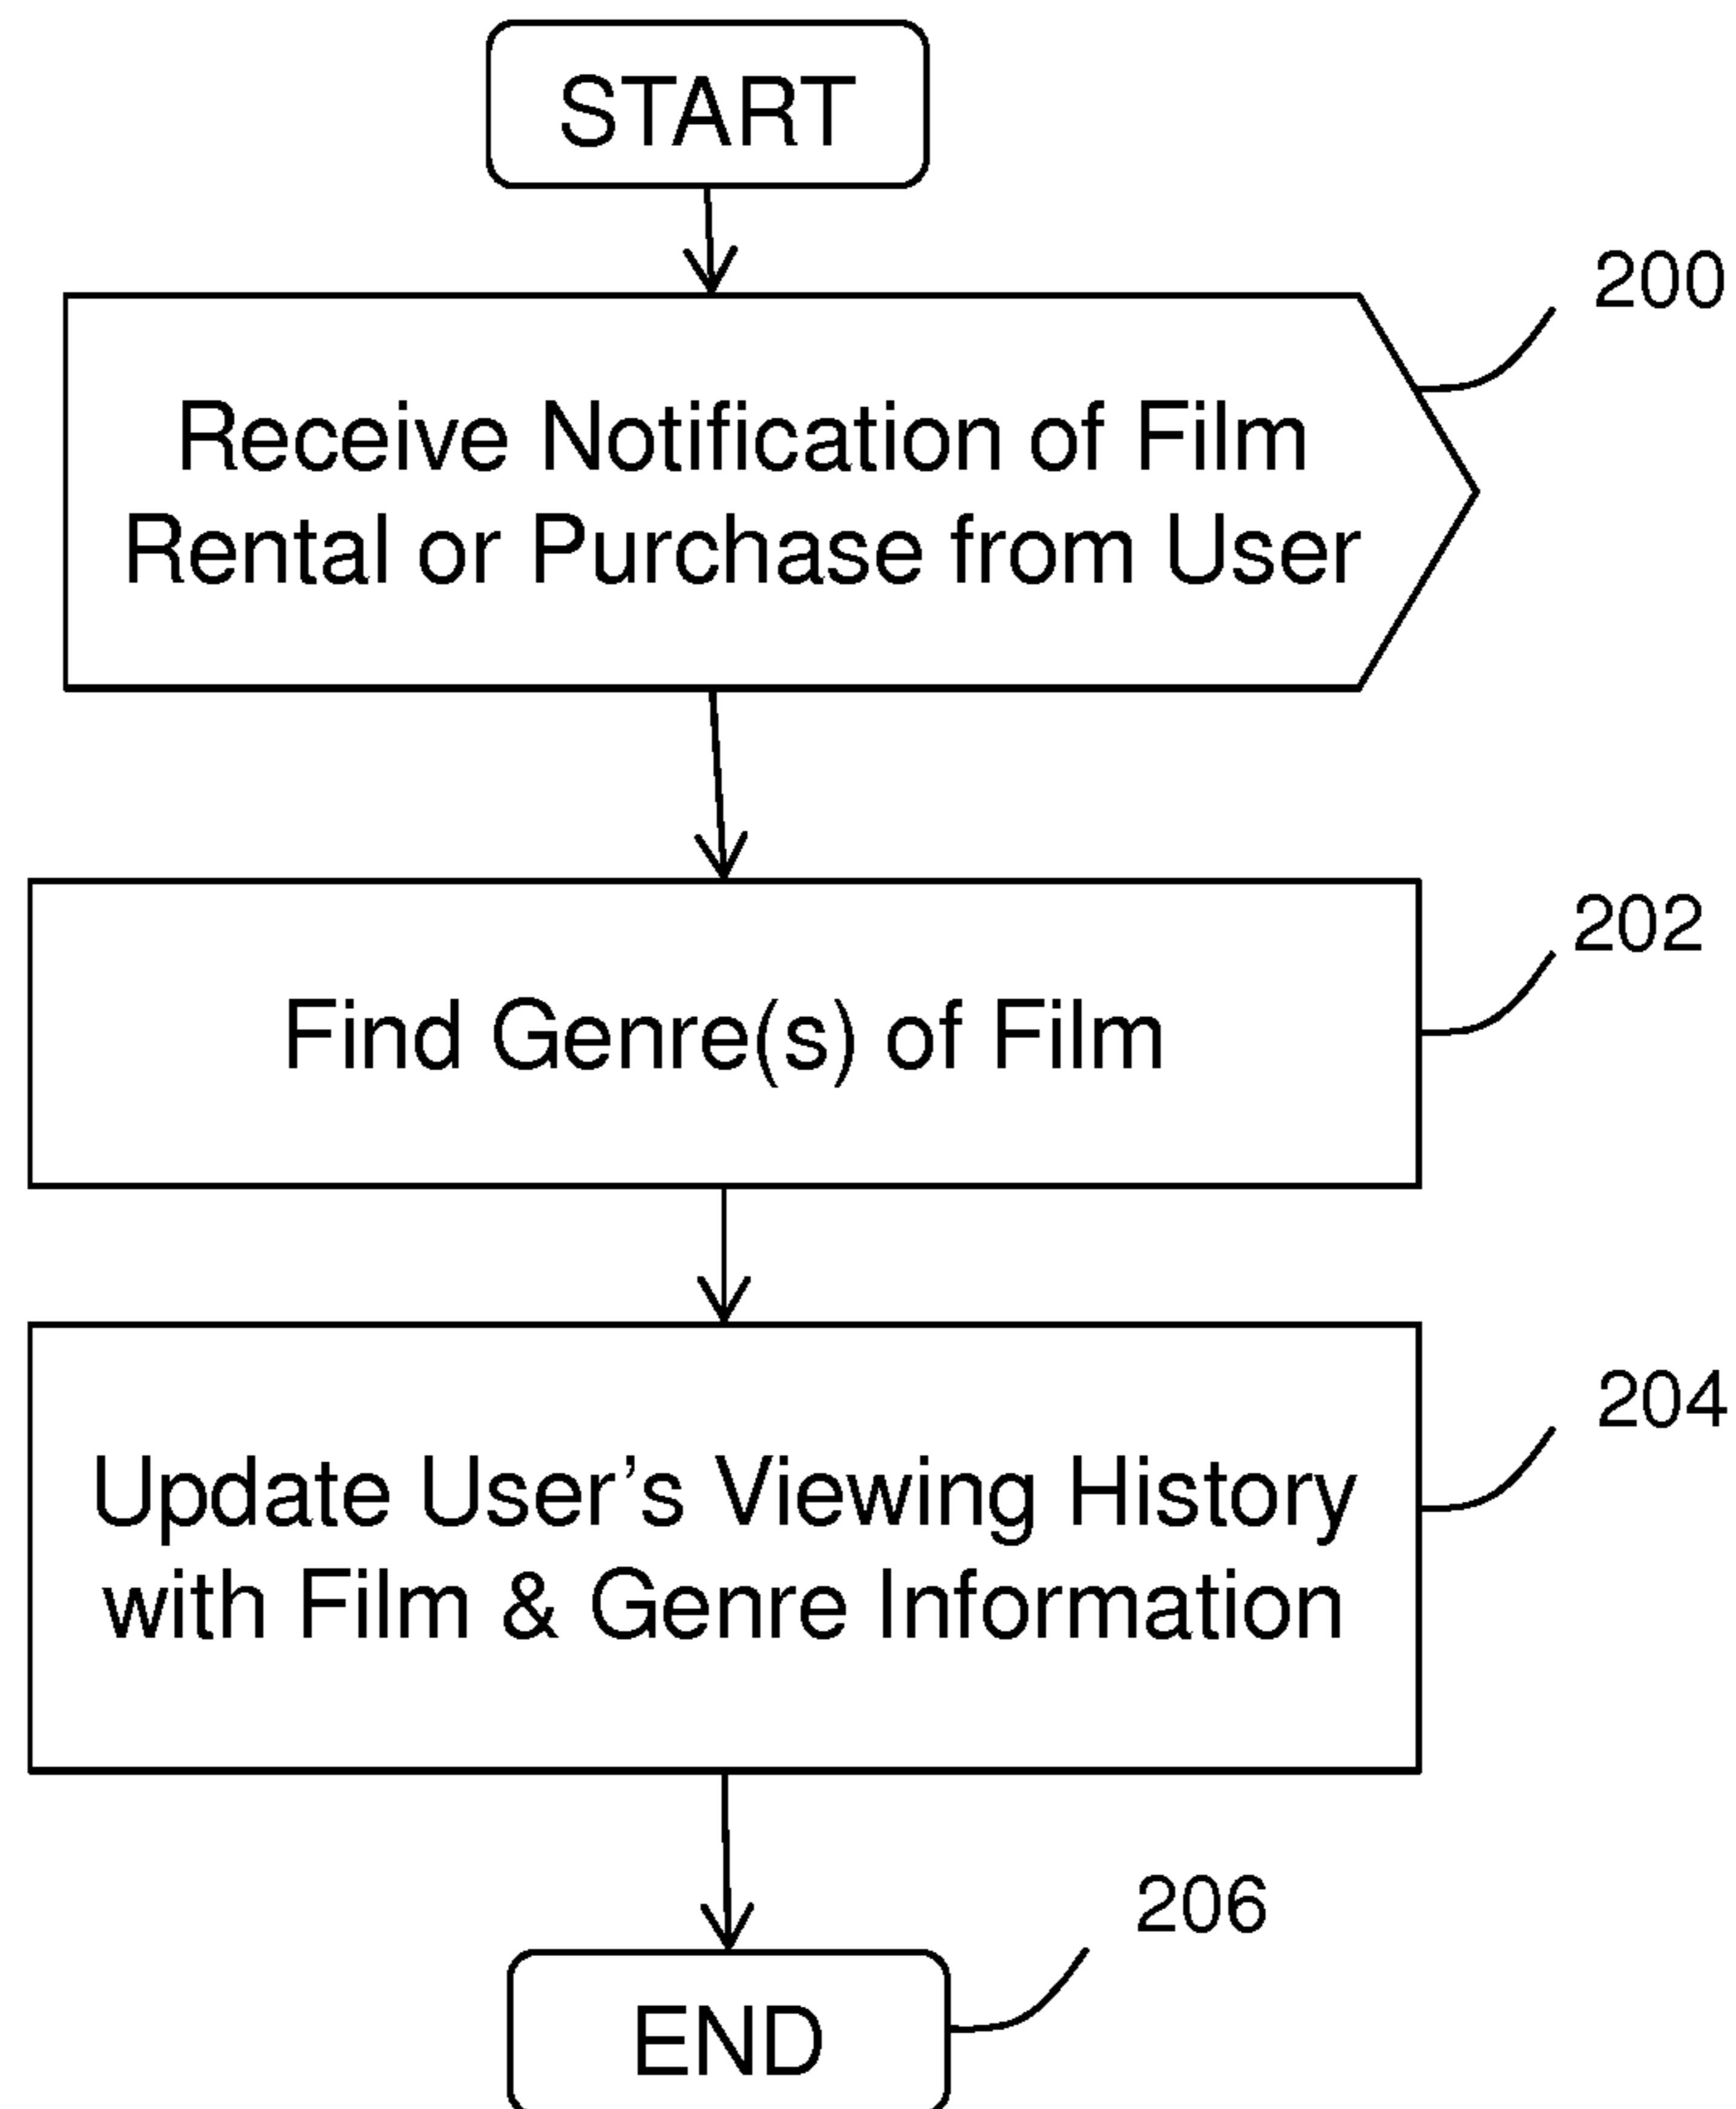 START
200
Receive Notification of Film
Rental or Purchase from User
202
Find Genre(s) of Film
204
Update User’s Viewing History
with Film & Genre Information
206
END